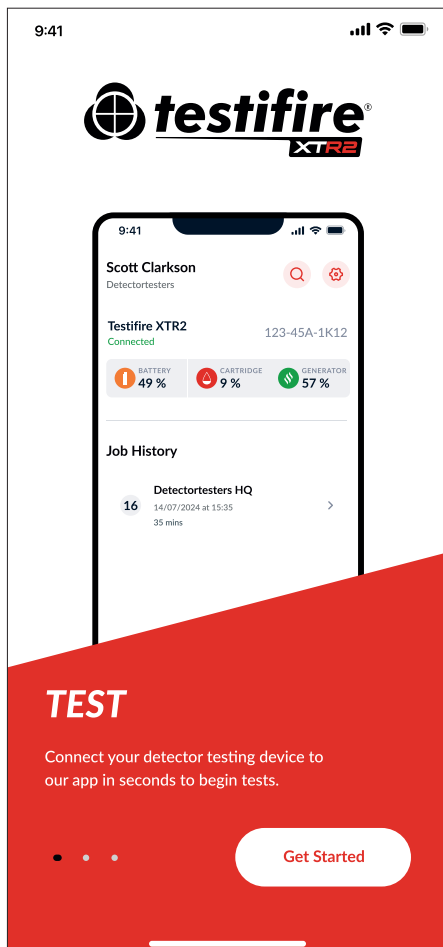 9:41
testifire®
XTR2
9:41
Scott Clarkson
Detectortesters
Testifire XTR2
Connected
123-45A-1K12
BATTERY
49 %
CARTRIDGE
9 %
GENERATOR
57 %
Job History
16
Detectortesters HQ
14/07/2024 at 15:35
35 mins
TEST
Connect your detector testing device to
our app in seconds to begin tests.
Get Started